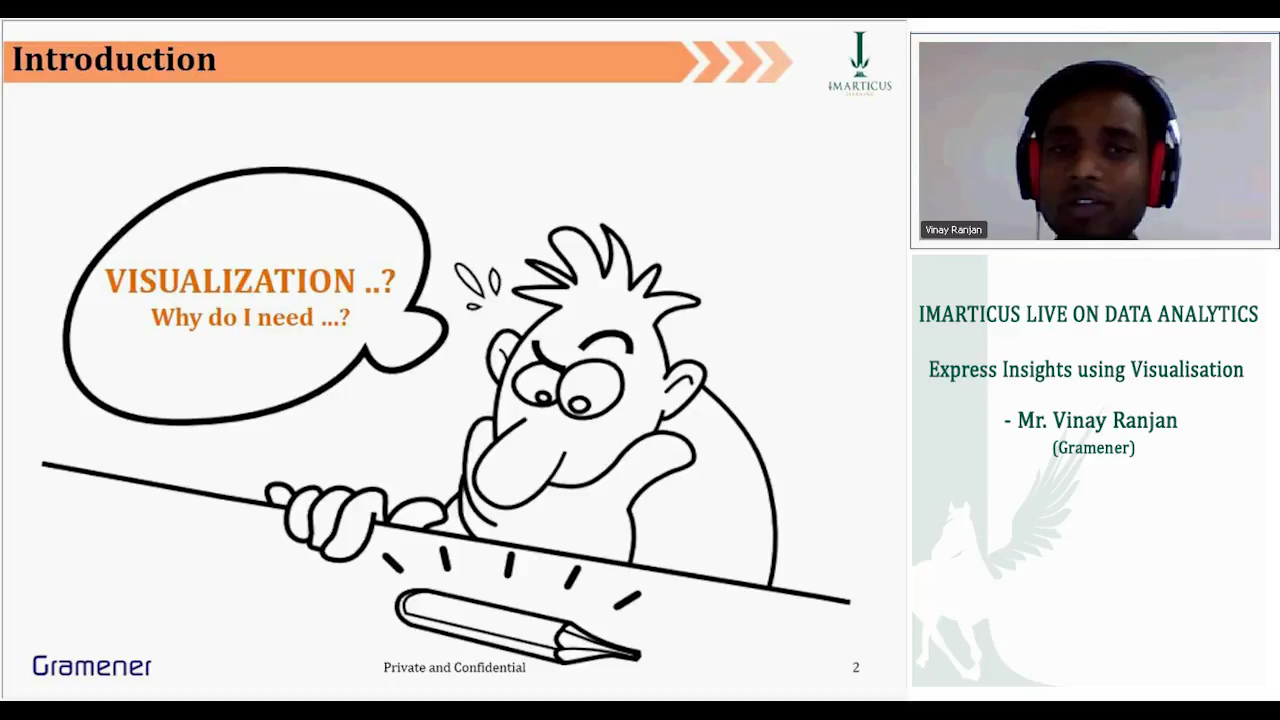 Introduction
IMARTICUS
LEARNING
VISUALIZATION ..?
Why do I need ...?
Gramener
Private and Confidential
2
Vinay Ranjan
IMARTICUS LIVE ON DATA ANALYTICS
Express Insights using Visualisation
- Mr. Vinay Ranjan
(Gramener)